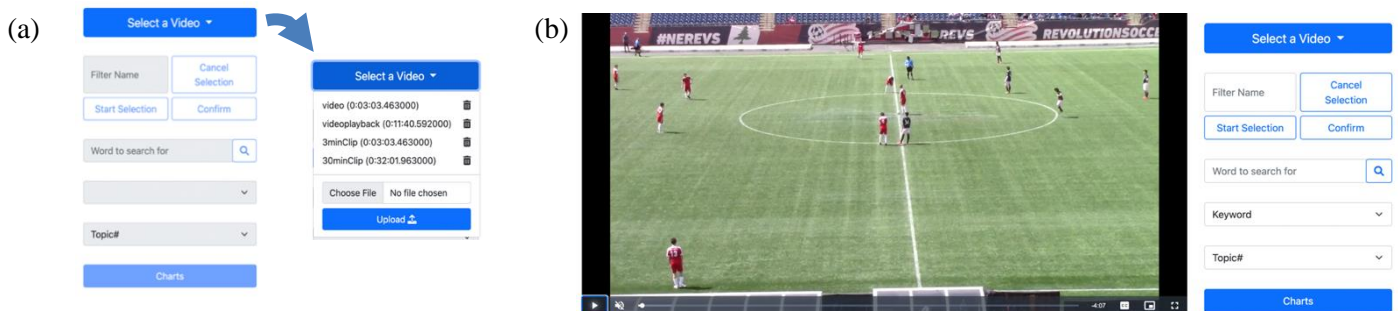 (a)
Select a Video
Filter Name
Cancel
Selection
Start Selection
Confirm
Word to search for
Topic#
Charts
Select a Video
video (0:03:03.463000)
videoplayback (0:11:40.592000)
3minClip (0:03:03.463000)
30minClip (0:32:01.963000)
Choose File No file chosen
Upload
(b)
#NEREVS
REVS
REVOLUTIONSOCCE
-4:07
Select a Video
Filter Name
Cancel
Selection
Start Selection
Confirm
Word to search for
Keyword
Topic#
Charts